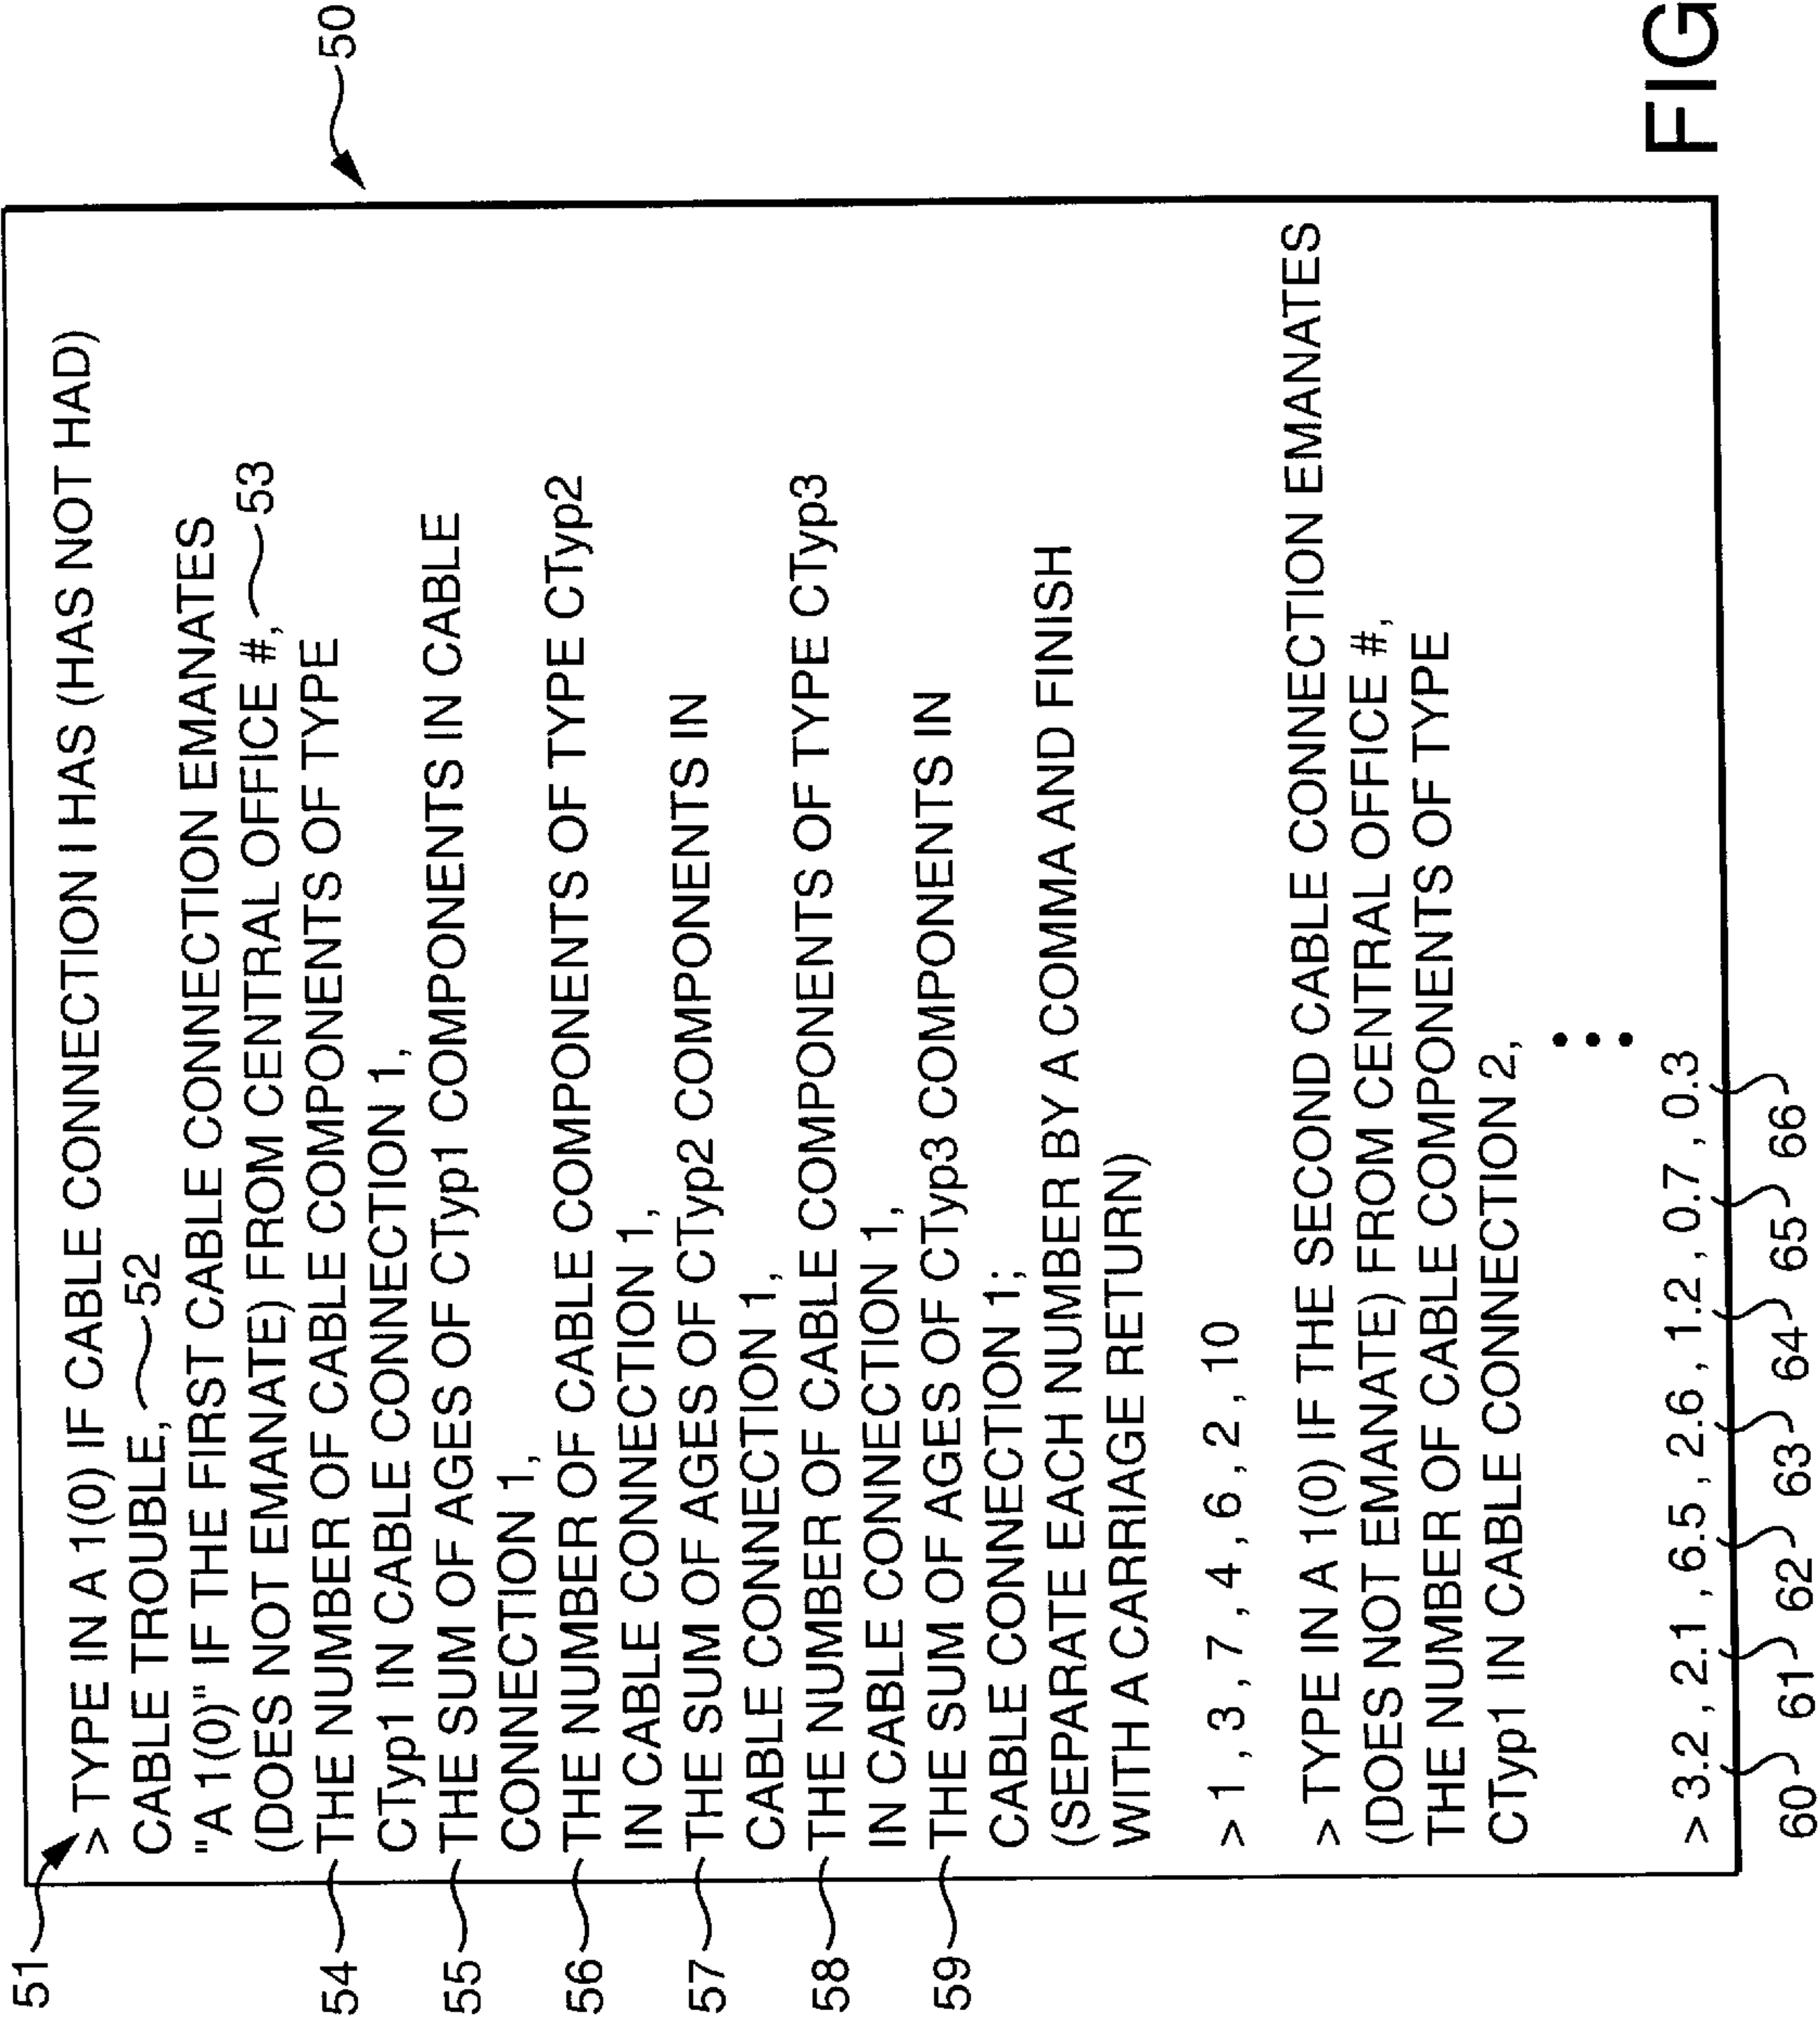 50
51
> TYPE IN A 1(0) IF CABLE CONNECTION I HAS (HAS NOT HAD)
CABLE TROUBLE, 52
"A 1(0)" IF THE FIRST CABLE CONNECTION EMANATES
(DOES NOT EMANATE) FROM CENTRAL OFFICE #, 53
54 THE NUMBER OF CABLE COMPONENTS OF TYPE
CTyp1 IN CABLE CONNECTION 1,
55 THE SUM OF AGES OF CTyp1 COMPONENTS IN CABLE
CONNECTION 1,
56 THE NUMBER OF CABLE COMPONENTS OF TYPE CTyp2
IN CABLE CONNECTION 1,
57 THE SUM OF AGES OF CTyp2 COMPONENTS IN
CABLE CONNECTION 1,
58 THE NUMBER OF CABLE COMPONENTS OF TYPE CTyp3
IN CABLE CONNECTION 1,
59 THE SUM OF AGES OF CTyp3 COMPONENTS IN
CABLE CONNECTION 1;
(SEPARATE EACH NUMBER BY A COMMA AND FINISH
WITH A CARRIAGE RETURN)
> 1 , 3 , 7 , 4 , 6 , 2 , 10
> TYPE IN A 1(0) IF THE SECOND CABLE CONNECTION EMANATES
(DOES NOT EMANATE) FROM CENTRAL OFFICE #,
THE NUMBER OF CABLE COMPONENTS OF TYPE
CTyp1 IN CABLE CONNECTION 2,
> 3.2 , 2.1 , 6.5 , 2.6 , 1.2 , 0.7 , 0.3
60 61 62 63 64 65 66
FIG